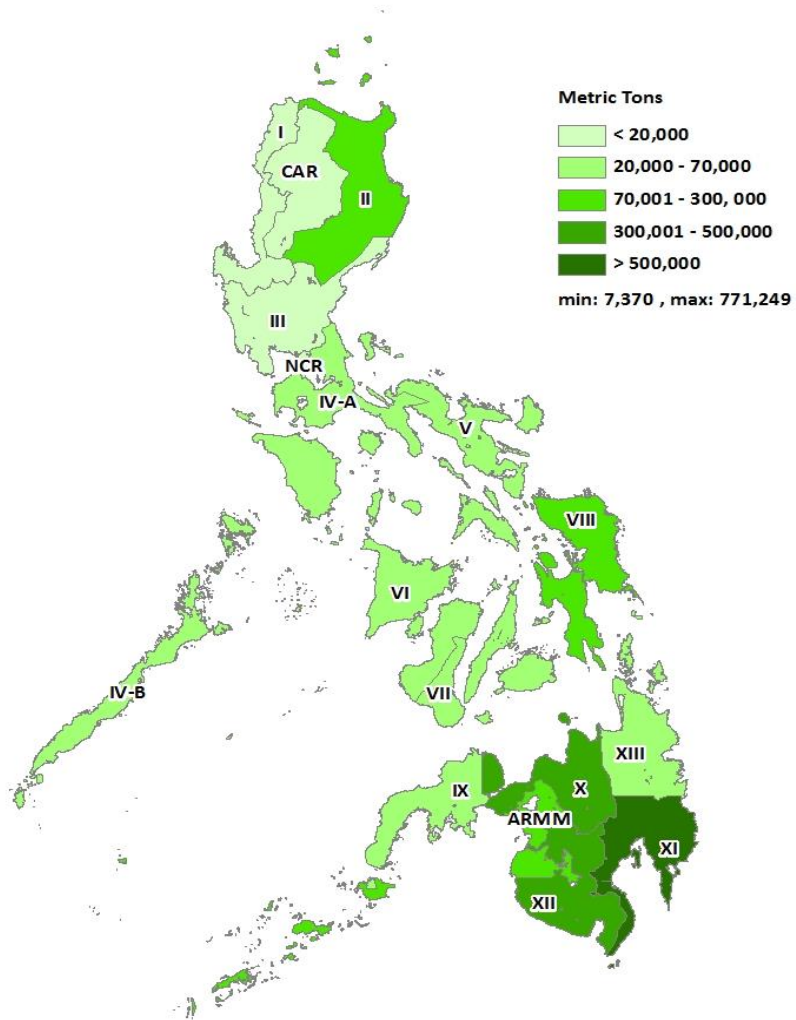 Metric Tons
< 20,000
20,000 - 70,000
70,001 - 300, 000
300,001 - 500,000
> 500,000
min: 7,370 , max: 771,249
I
CAR
II
III
NCR
IV-A
V
VIII
VI
IV-B
VII
XIII
IX
X
ARMM
XI
XII